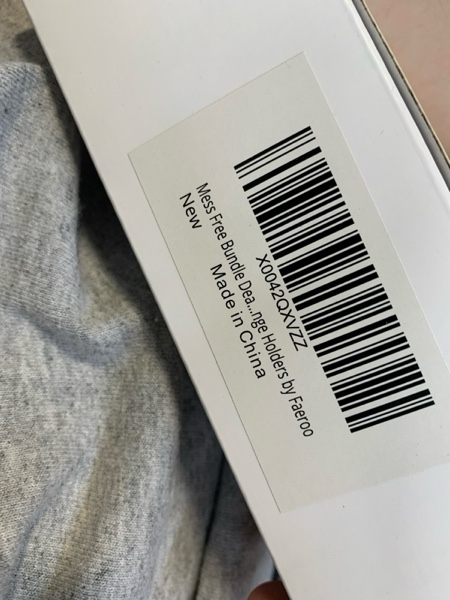 X0042QXVZZ
Mess Free Bundle Dea...nge Holders by Faeroo
New
Made in China